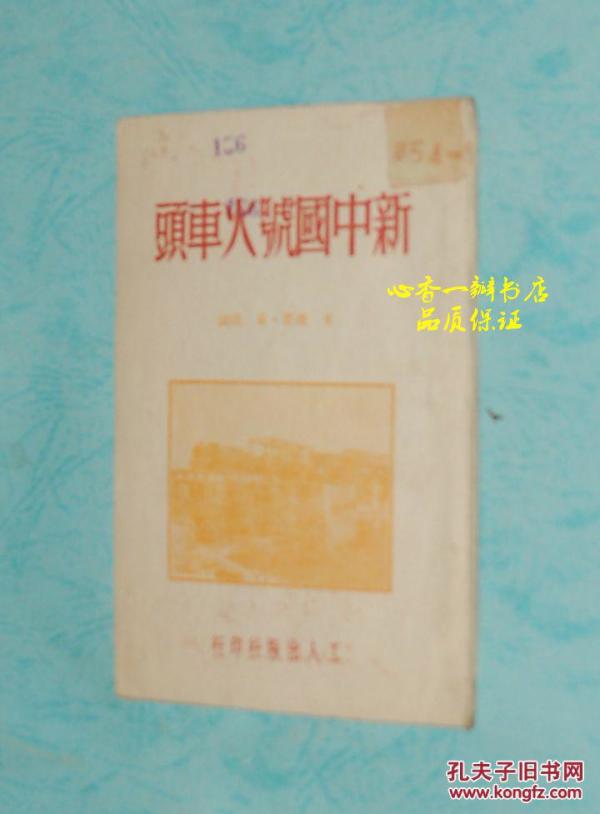 126
新中國號火車頭
心香一瓣书店
品质保证
工人出版社印行
孔夫子旧书网
www.kongfz.com